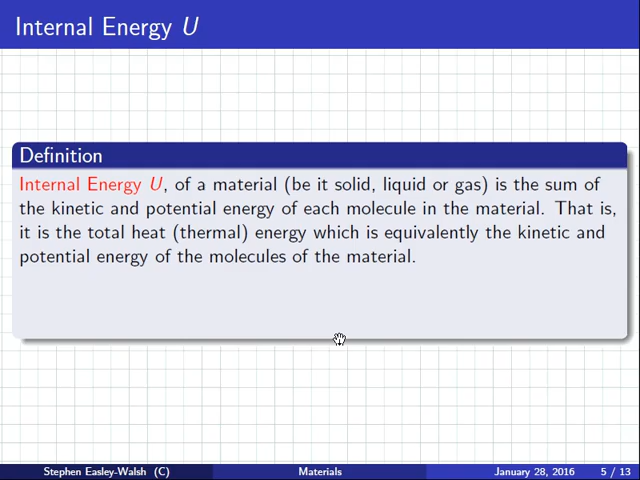 Internal Energy U
Definition
Internal Energy U, of a material (be it solid, liquid or gas) is the sum of
the kinetic and potential energy of each molecule in the material. That is,
it is the total heat (thermal) energy which is equivalently the kinetic and
potential energy of the molecules of the material.
Stephen Easley-Walsh (C) Materials January 28, 2016 5 / 13